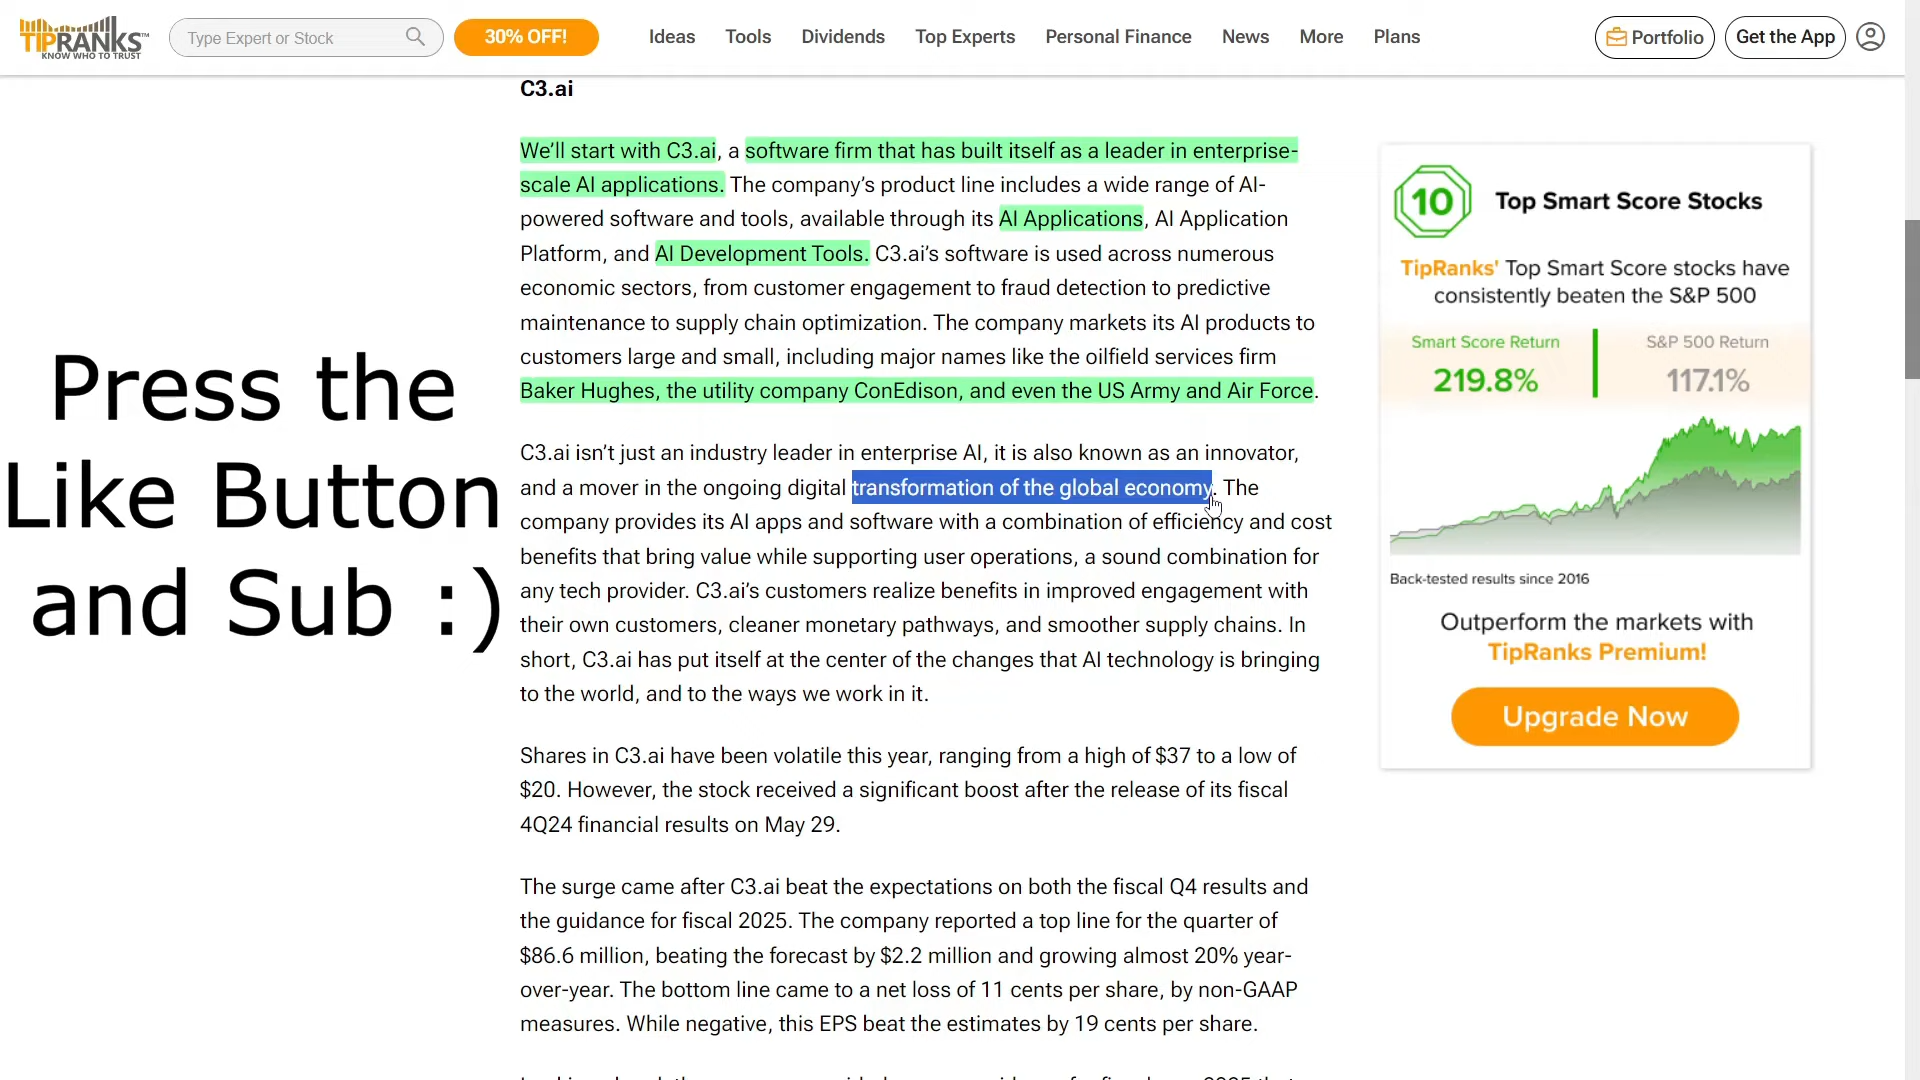 TIPRANKS™
KNOW WHO TO TRUST
Type Expert or Stock
30% OFF!
Ideas
Tools
Dividends
Top Experts
Personal Finance
News
More
Plans
Portfolio
Get the App
C3.ai
We’ll start with C3.ai, a software firm that has built itself as a leader in enterprise-
scale AI applications. The company’s product line includes a wide range of AI-
powered software and tools, available through its AI Applications, AI Application
Platform, and AI Development Tools. C3.ai’s software is used across numerous
economic sectors, from customer engagement to fraud detection to predictive
maintenance to supply chain optimization. The company markets its AI products to
customers large and small, including major names like the oilfield services firm
Baker Hughes, the utility company ConEdison, and even the US Army and Air Force.
C3.ai isn’t just an industry leader in enterprise AI, it is also known as an innovator,
and a mover in the ongoing digital transformation of the global economy. The
company provides its AI apps and software with a combination of efficiency and cost
benefits that bring value while supporting user operations, a sound combination for
any tech provider. C3.ai’s customers realize benefits in improved engagement with
their own customers, cleaner monetary pathways, and smoother supply chains. In
short, C3.ai has put itself at the center of the changes that AI technology is bringing
to the world, and to the ways we work in it.
Shares in C3.ai have been volatile this year, ranging from a high of $37 to a low of
$20. However, the stock received a significant boost after the release of its fiscal
4Q24 financial results on May 29.
The surge came after C3.ai beat the expectations on both the fiscal Q4 results and
the guidance for fiscal 2025. The company reported a top line for the quarter of
$86.6 million, beating the forecast by $2.2 million and growing almost 20% year-
over-year. The bottom line came to a net loss of 11 cents per share, by non-GAAP
measures. While negative, this EPS beat the estimates by 19 cents per share.
Press the
Like Button
and Sub :)
10
Top Smart Score Stocks
TipRanks' Top Smart Score stocks have
consistently beaten the S&P 500
Smart Score Return
219.8%
S&P 500 Return
117.1%
Back-tested results since 2016
Outperform the markets with
TipRanks Premium!
Upgrade Now